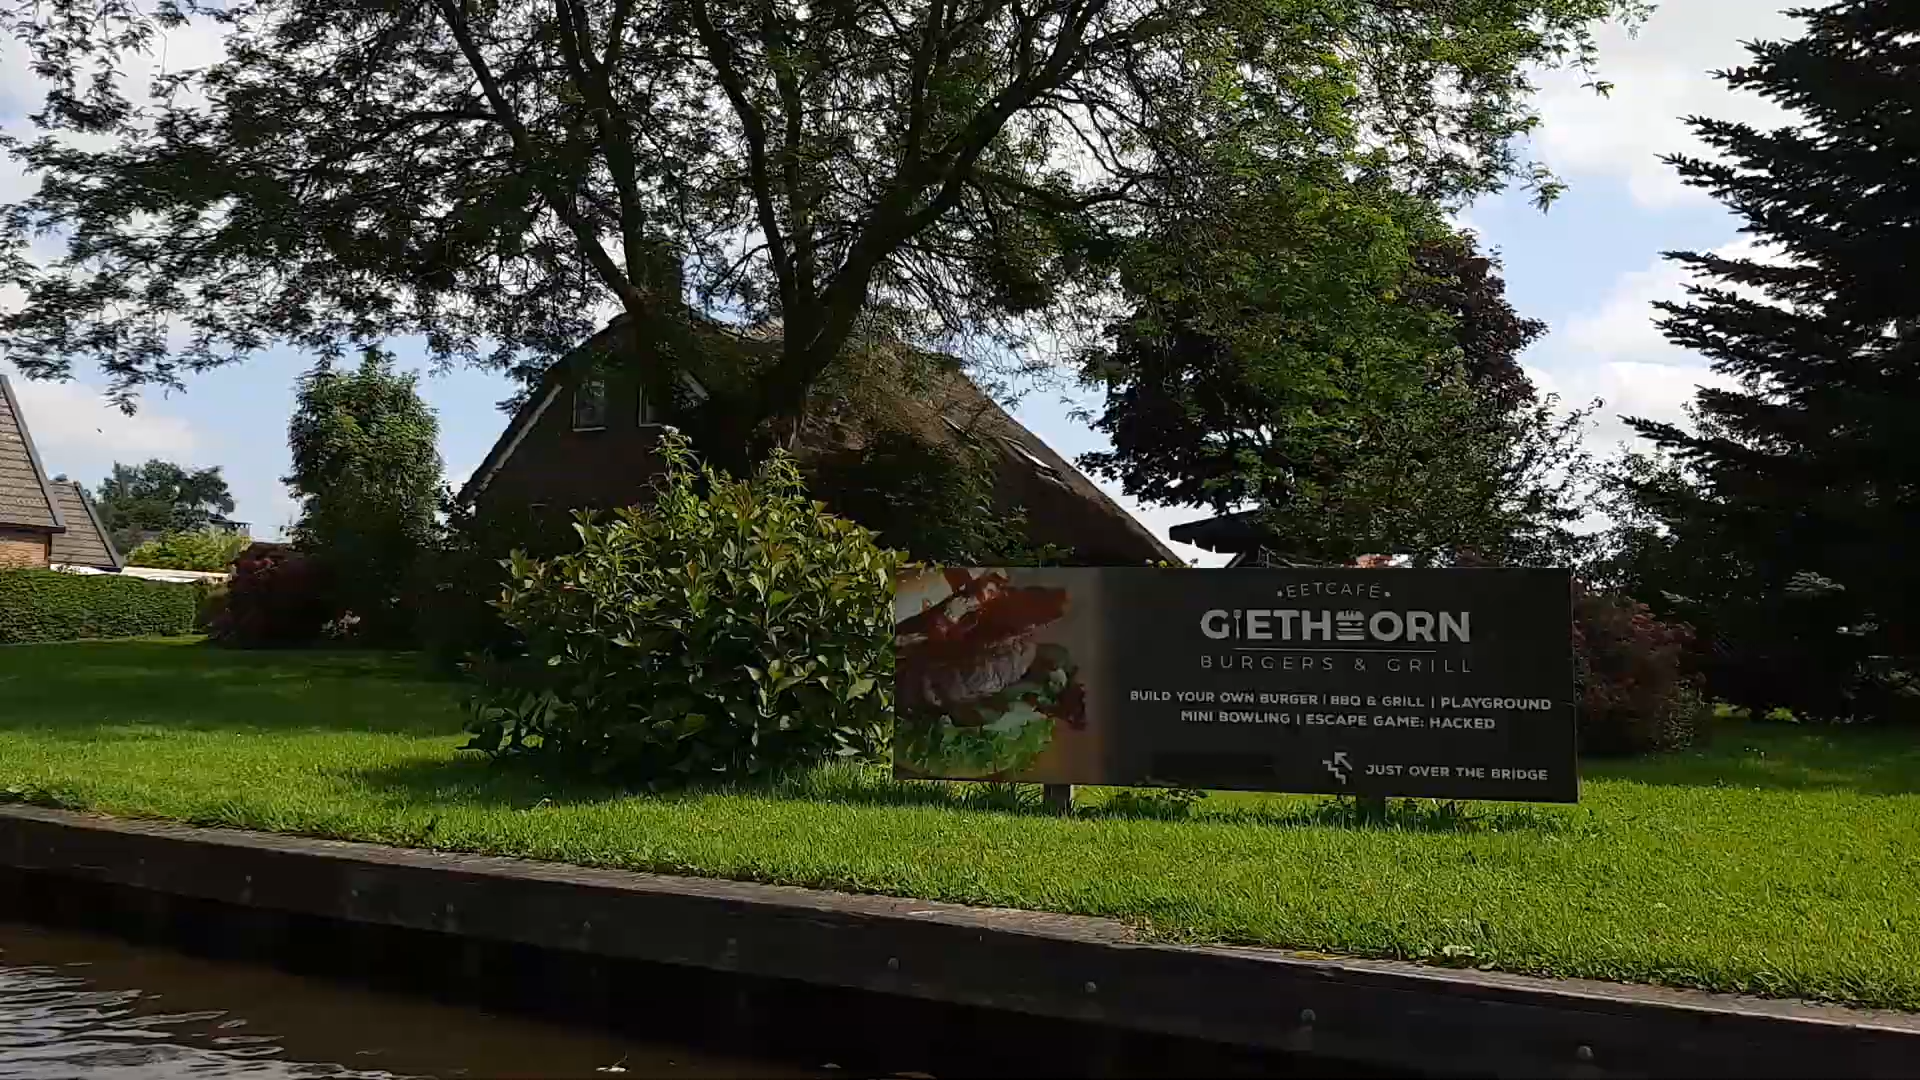 •EETCAFÉ•
GIETHOORN
BURGERS & GRILL
BUILD YOUR OWN BURGER | BBQ & GRILL | PLAYGROUND
MINI BOWLING | ESCAPE GAME: HACKED
JUST OVER THE BRIDGE